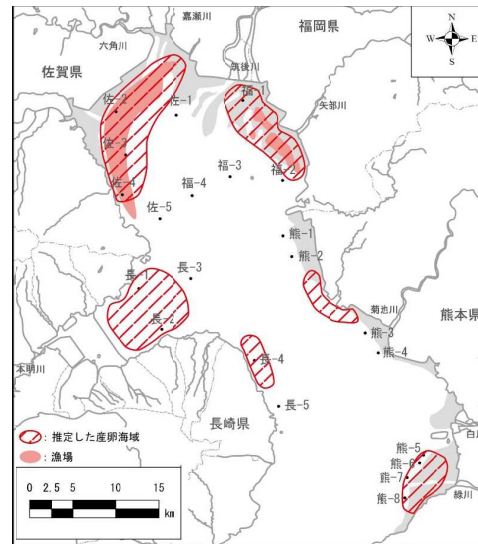 嘉瀬川
福岡県
六角川
N
W E
S
佐賀県
筑後川
佐-2
佐-1
福-1
矢部川
佐-3
福-3
福-2
佐-4
福-4
佐-5
熊-1
熊-2
長-3
長-1
菊池川
熊本県
長-2
熊-3
熊-4
長-4
本明川
長崎県
長-5
白川
：推定した産卵海域
：漁場
熊-5
熊-6
熊-7
緑川
熊-8
0 2.5 5 10 15
km